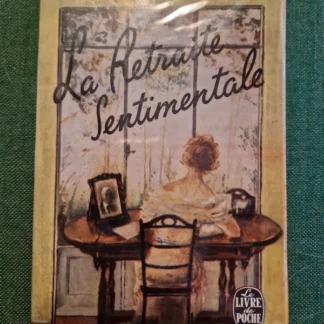 La Retraite
Sentimentale
Le
LIVRE
de
POCHE